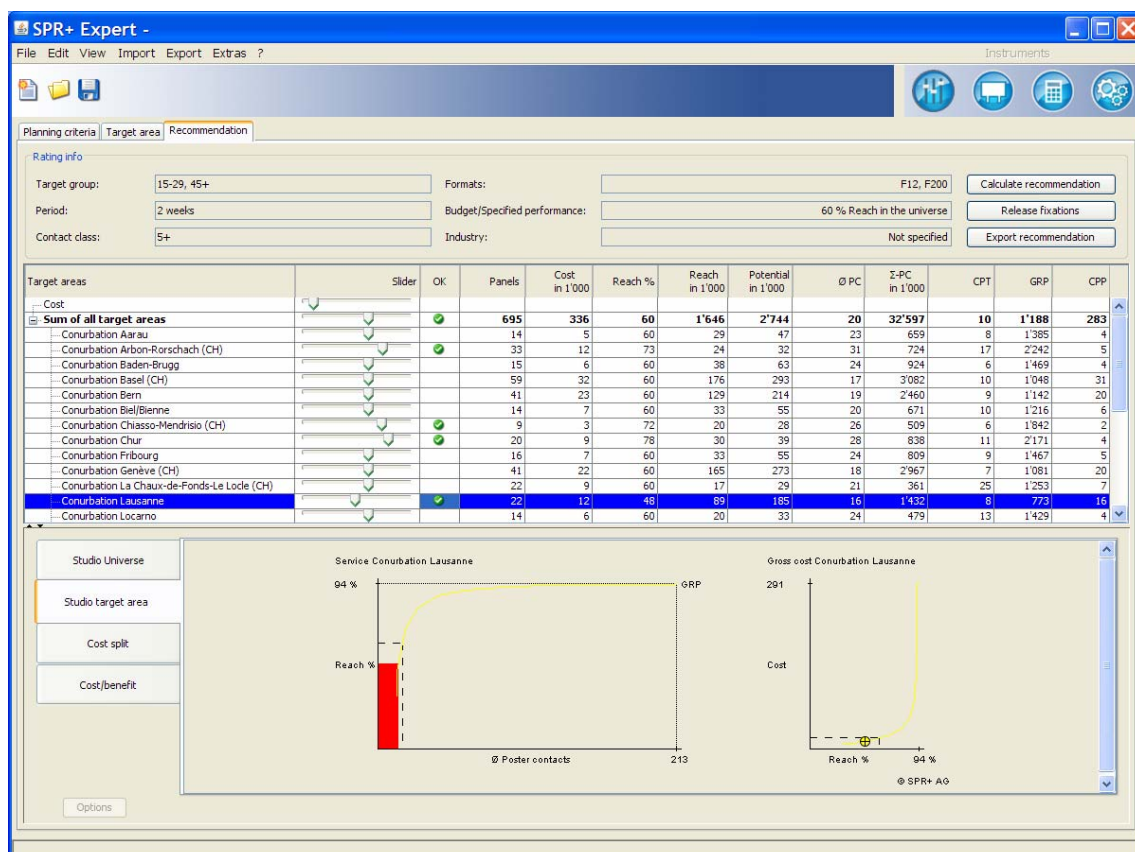 SPR+ Expert -
File Edit View Import Export Extras ?
Instruments
Planning criteria Target area Recommendation
Rating info
Target group: 15-29, 45+ Formats: F12, F200 Calculate recommendation
Period: 2 weeks Budget/Specified performance: 60 % Reach in the universe Release fixations
Contact class: 5+ Industry: Not specified Export recommendation
Target areas Slider OK Panels Cost in 1'000 Reach % Reach in 1'000 Potential in 1'000 Ø PC Σ-PC in 1'000 CPT GRP CPP
Cost
Sum of all target areas 695 336 60 1'646 2'744 20 32'597 10 1'188 283
Conurbation Aarau 14 5 60 29 47 23 659 8 1'385 4
Conurbation Arbon-Rorschach (CH) 33 12 73 24 32 31 724 17 2'242 5
Conurbation Baden-Brugg 15 6 60 38 63 24 924 6 1'469 4
Conurbation Basel (CH) 59 32 60 176 293 17 3'082 10 1'048 31
Conurbation Bern 41 23 60 129 214 19 2'460 9 1'142 20
Conurbation Biel/Bienne 14 7 60 33 55 20 671 10 1'216 6
Conurbation Chiasso-Mendrisio (CH) 9 3 72 20 28 26 509 6 1'842 2
Conurbation Chur 20 9 78 30 39 28 838 11 2'171 4
Conurbation Fribourg 16 7 60 33 55 24 809 9 1'467 5
Conurbation Genève (CH) 41 22 60 165 273 18 2'967 7 1'081 20
Conurbation La Chaux-de-Fonds-Le Locle (CH) 22 9 60 17 29 21 361 25 1'253 7
Conurbation Lausanne 22 12 48 89 185 16 1'432 8 773 16
Conurbation Locarno 14 6 60 20 33 24 479 13 1'429 4
Studio Universe
Studio target area
Cost split
Cost/benefit
Options
Service Conurbation Lausanne
94 %
GRP
Reach %
Ø Poster contacts
213
Gross cost Conurbation Lausanne
291
Cost
Reach %
94 %
© SPR+ AG